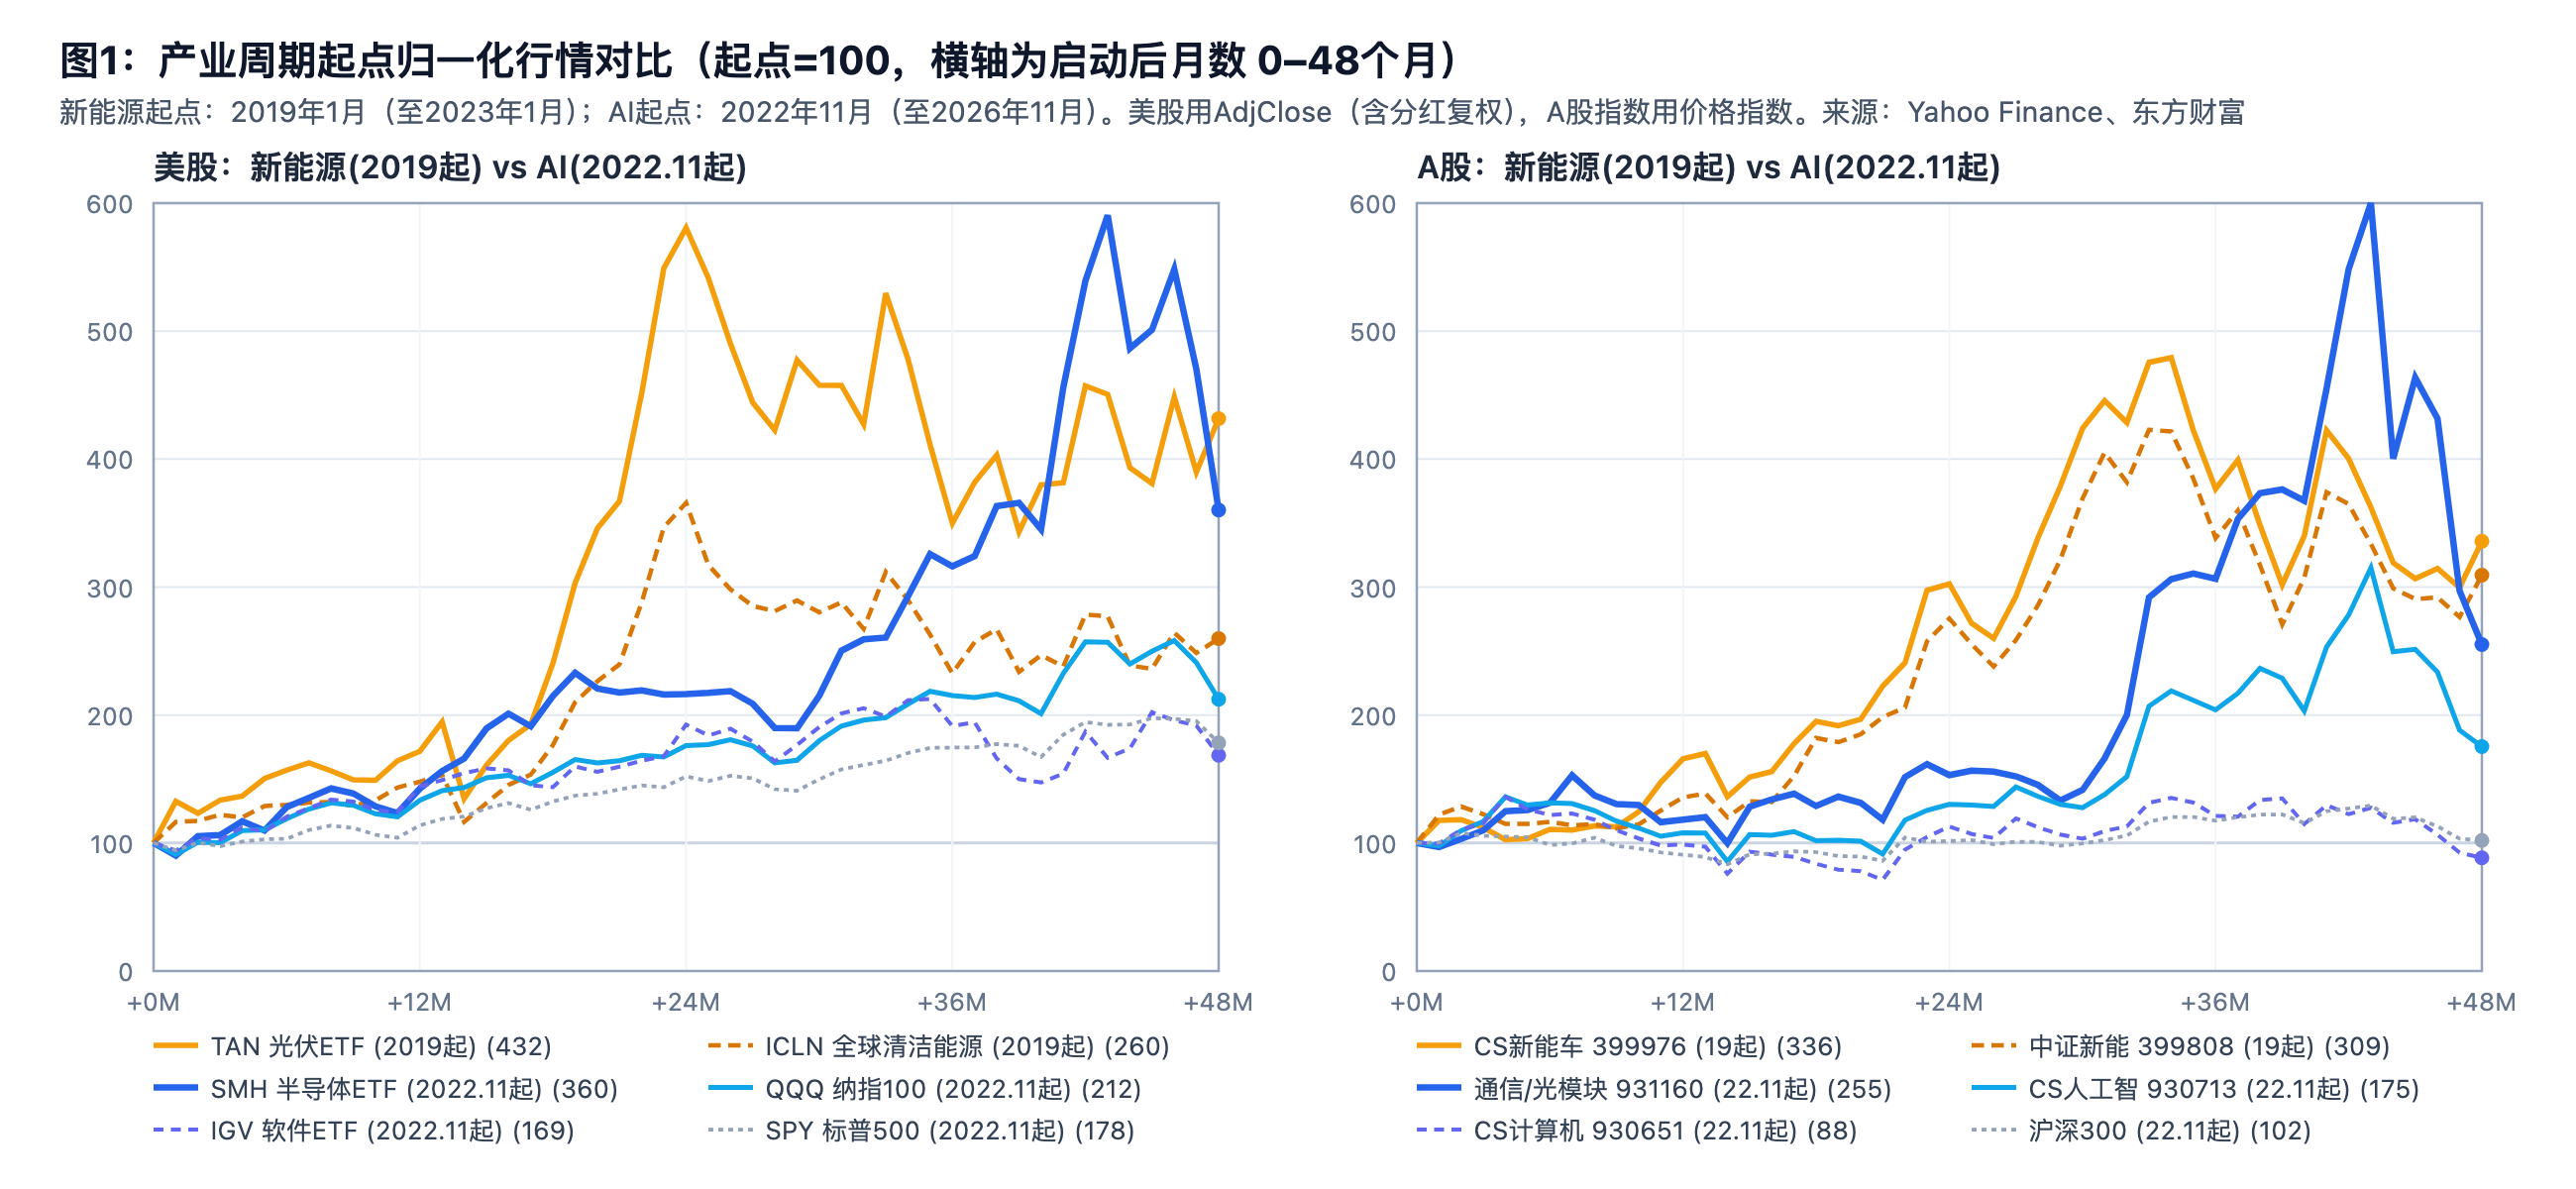 图1：产业周期起点归一化行情对比（起点=100，横轴为启动后月数 0–48个月）
新能源起点：2019年1月（至2023年1月）；AI起点：2022年11月（至2026年11月）。美股用AdjClose（含分红复权），A股指数用价格指数。来源：Yahoo Finance、东方财富
美股：新能源(2019起) vs AI(2022.11起)
600
500
400
300
200
100
0
+0M
+12M
+24M
+36M
+48M
TAN 光伏ETF (2019起) (432)
ICLN 全球清洁能源 (2019起) (260)
SMH 半导体ETF (2022.11起) (360)
QQQ 纳指100 (2022.11起) (212)
IGV 软件ETF (2022.11起) (169)
SPY 标普500 (2022.11起) (178)
A股：新能源(2019起) vs AI(2022.11起)
600
500
400
300
200
100
0
+0M
+12M
+24M
+36M
+48M
CS新能车 399976 (19起) (336)
中证新能 399808 (19起) (309)
通信/光模块 931160 (22.11起) (255)
CS人工智 930713 (22.11起) (175)
CS计算机 930651 (22.11起) (88)
沪深300 (22.11起) (102)